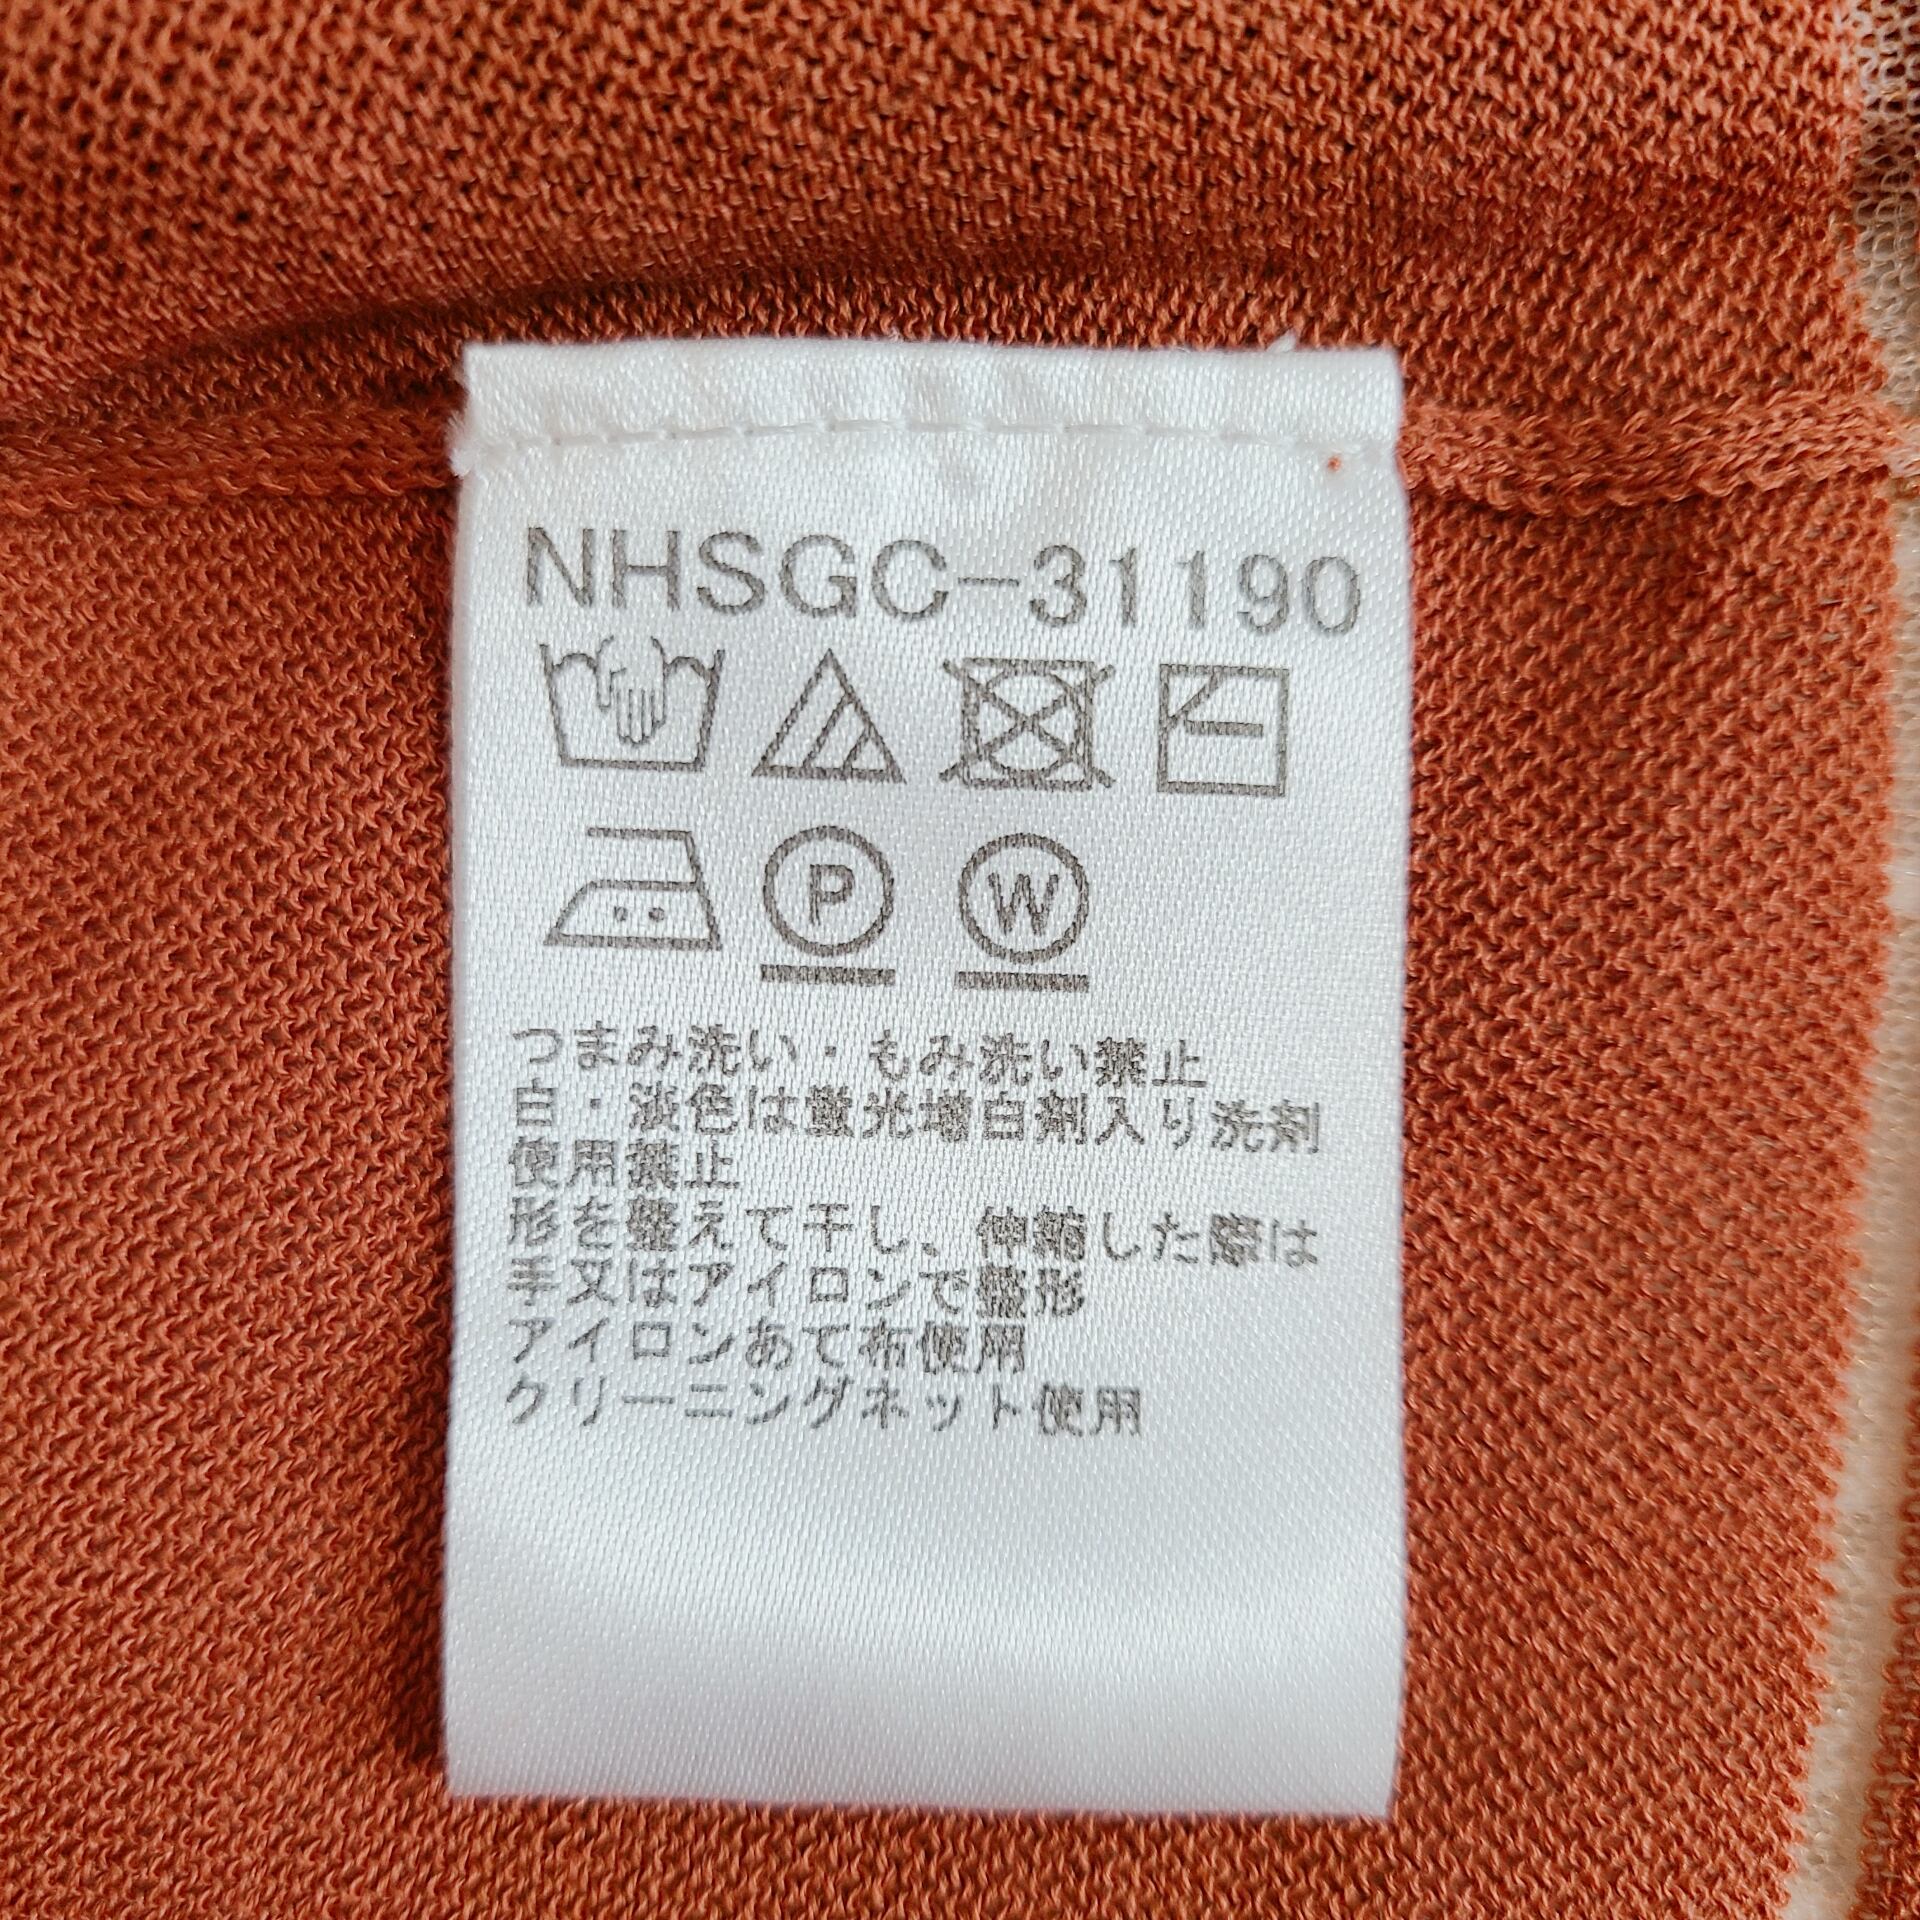 NHSGC-31190
P W
つまみ洗い・もみ洗い禁止
白・淡色は蛍光増白剤入り洗剤
使用禁止
形を整えて干し、伸縮した際は
手又はアイロンで整形
アイロンあて布使用
クリーニングネット使用